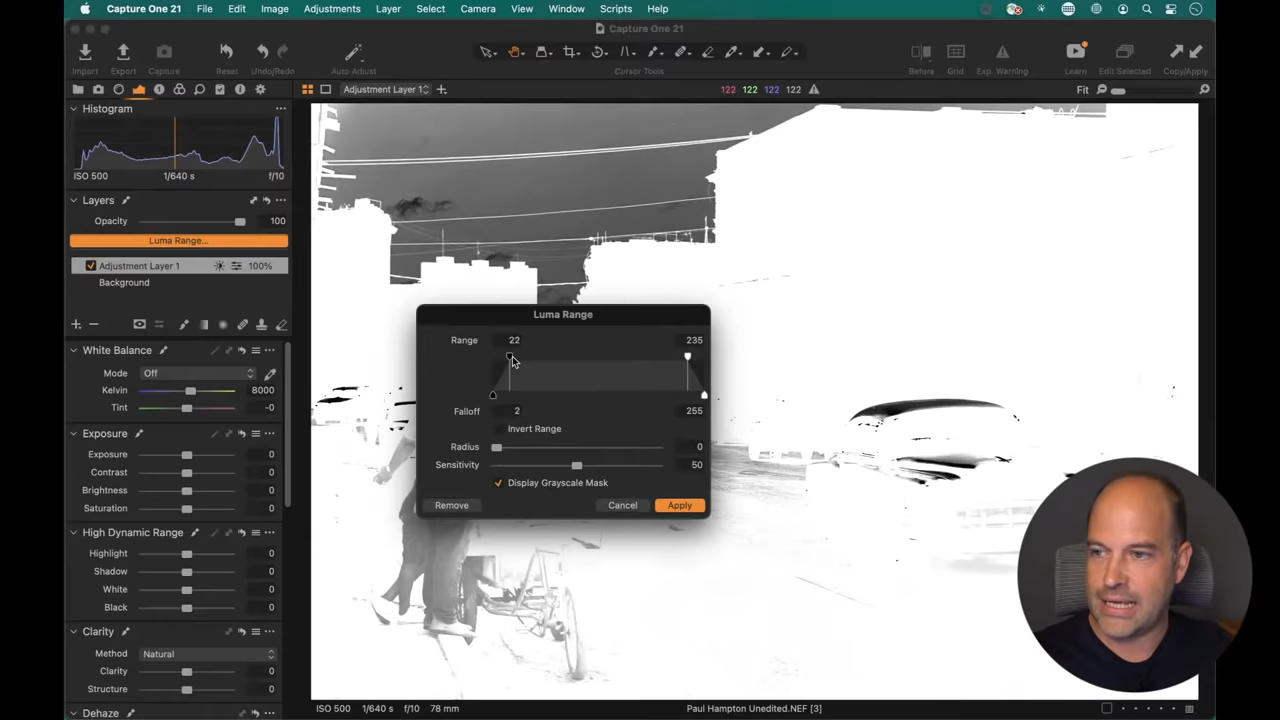 Capture One 21 File Edit Image Adjustments Layer Select Camera View Window Scripts Help
Capture One 21
Import Export Capture Reset Undo/Redo Auto Adjust Cursor Tools Before Grid Exp. Warning Learn Edit Selected Copy/Apply
Adjustment Layer 1 122 122 122 122 Fit
Histogram
ISO 500 1/640 s f/10
Layers
Opacity 100
Luma Range...
Adjustment Layer 1 100%
Background
White Balance
Mode Off
Kelvin 8000
Tint -0
Exposure
Exposure 0
Contrast 0
Brightness 0
Saturation 0
High Dynamic Range
Highlight 0
Shadow 0
White 0
Black 0
Clarity
Method Natural
Clarity 0
Structure 0
Dehaze
Luma Range
Range 22 235
Falloff 2 255
Invert Range
Radius 0
Sensitivity 50
Display Grayscale Mask
Remove Cancel Apply
ISO 500 1/640 s f/10 78 mm Paul Hampton Unedited.NEF [3]